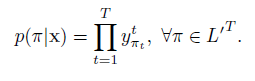 p(π|x) = ∏_{t=1}^{T} y^t_{π_t}, ∀π ∈ L′^T.